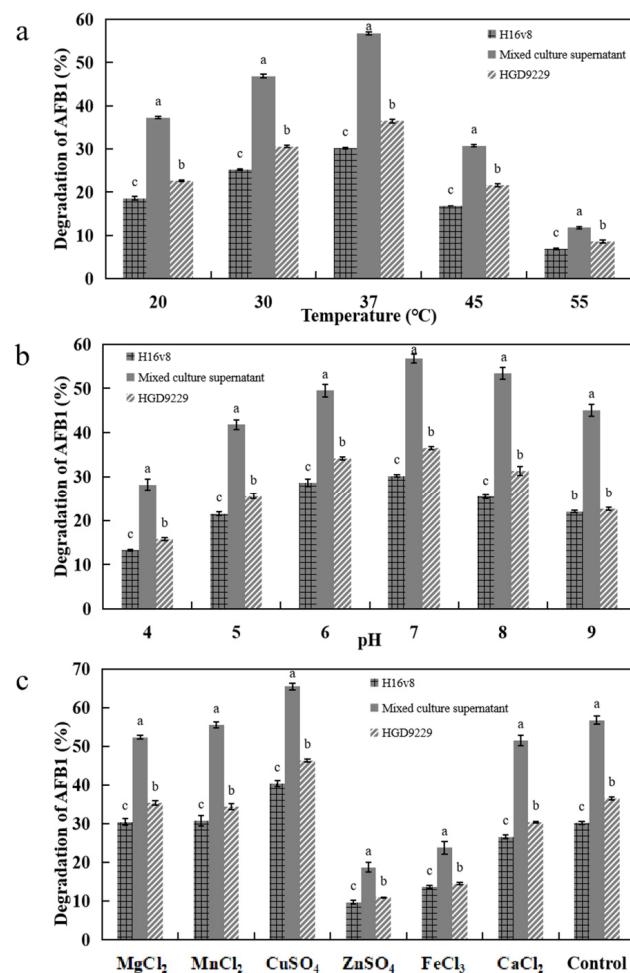 a
Degradation of AFB1 (%)
60
50
40
30
20
10
0
H16v8
Mixed culture supernatant
HGD9229
c a b
c a b
c a b
c a b
c a b
20 30 37 45 55
Temperature (°C)
b
Degradation of AFB1 (%)
60
50
40
30
20
10
0
H16v8
Mixed culture supernatant
HGD9229
c a b
c a b
c a b
c a b
c a b
b a b
4 5 6 7 8 9
pH
c
Degradation of AFB1 (%)
70
60
50
40
30
20
10
0
H16v8
Mixed culture supernatant
HGD9229
c a b
c a b
c a b
c a b
c a b
c a b
c a b
MgCl₂ MnCl₂ CuSO₄ ZnSO₄ FeCl₃ CaCl₂ Control